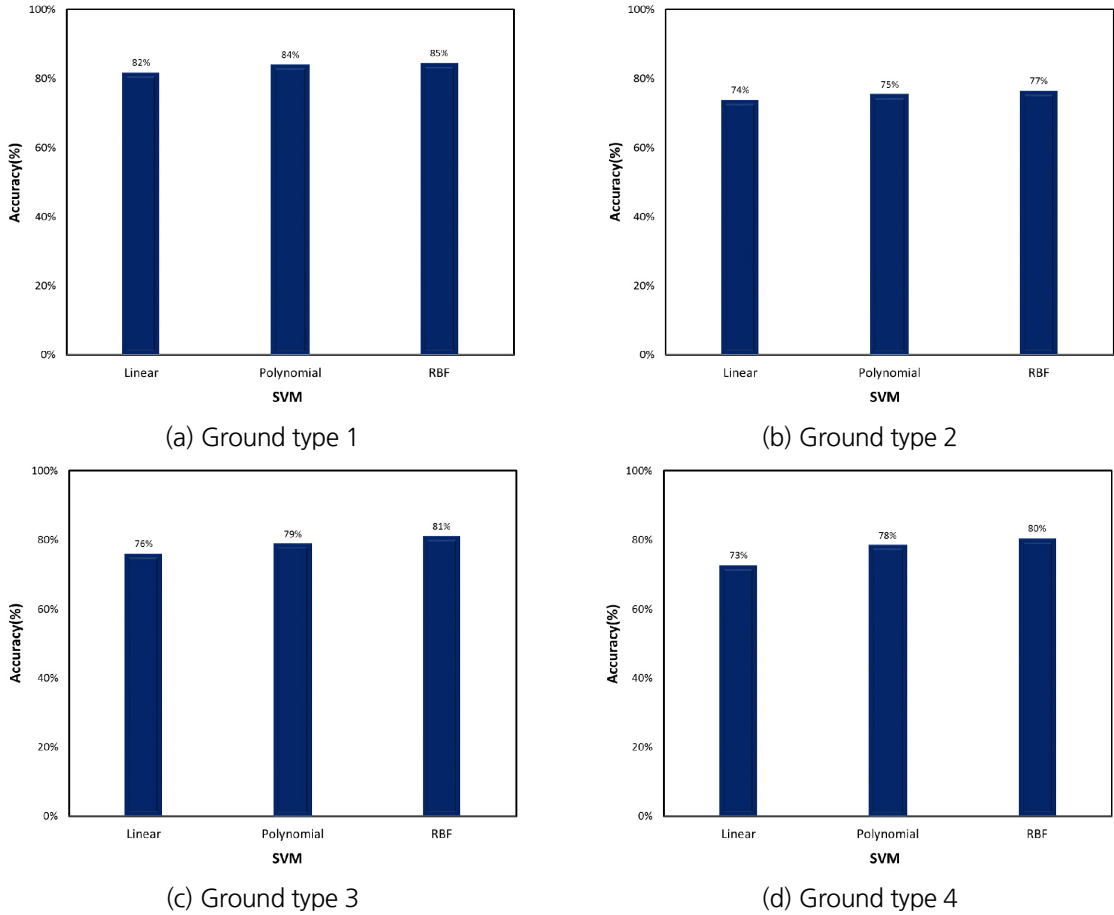 100%
80%
60%
40%
20%
0%
Accuracy(%)
82%
84%
85%
Linear Polynomial RBF
SVM
(a) Ground type 1
100%
80%
60%
40%
20%
0%
Accuracy(%)
74%
75%
77%
Linear Polynomial RBF
SVM
(b) Ground type 2
100%
80%
60%
40%
20%
0%
Accuracy(%)
76%
79%
81%
Linear Polynomial RBF
SVM
(c) Ground type 3
100%
80%
60%
40%
20%
0%
Accuracy(%)
73%
78%
80%
Linear Polynomial RBF
SVM
(d) Ground type 4